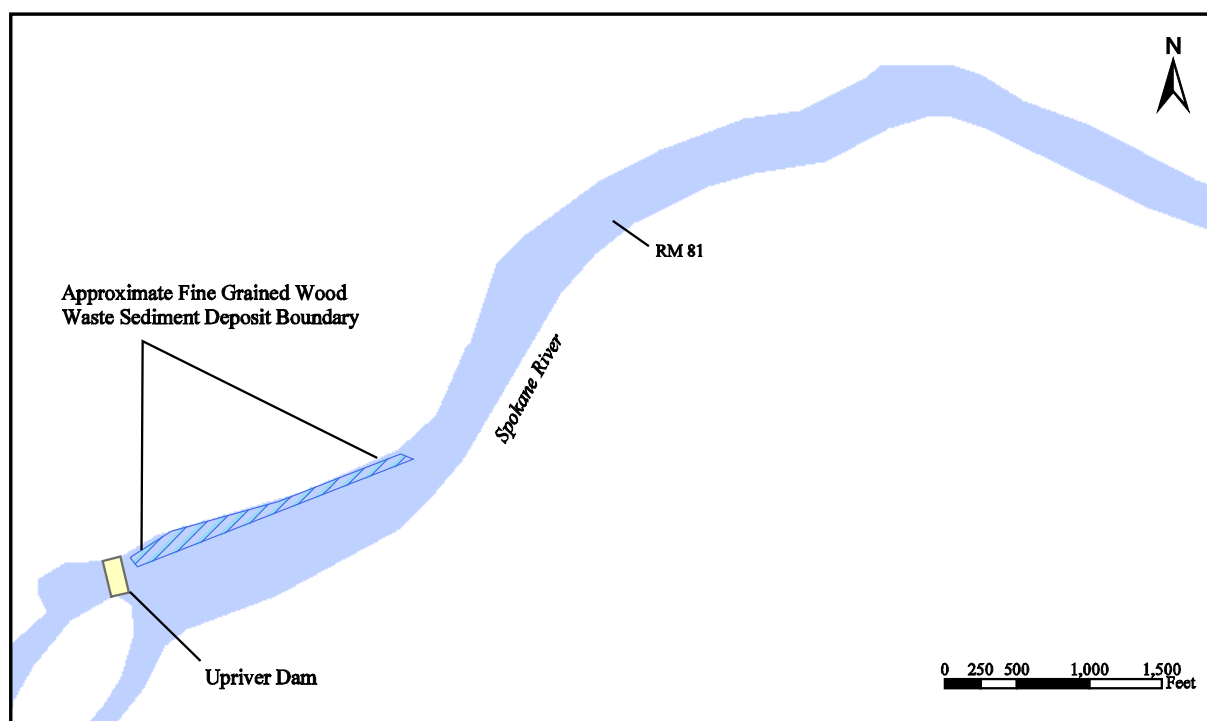 N
RM 81
Approximate Fine Grained Wood
Waste Sediment Deposit Boundary
Spokane River
Upriver Dam
0 250 500 1,000 1,500
Feet